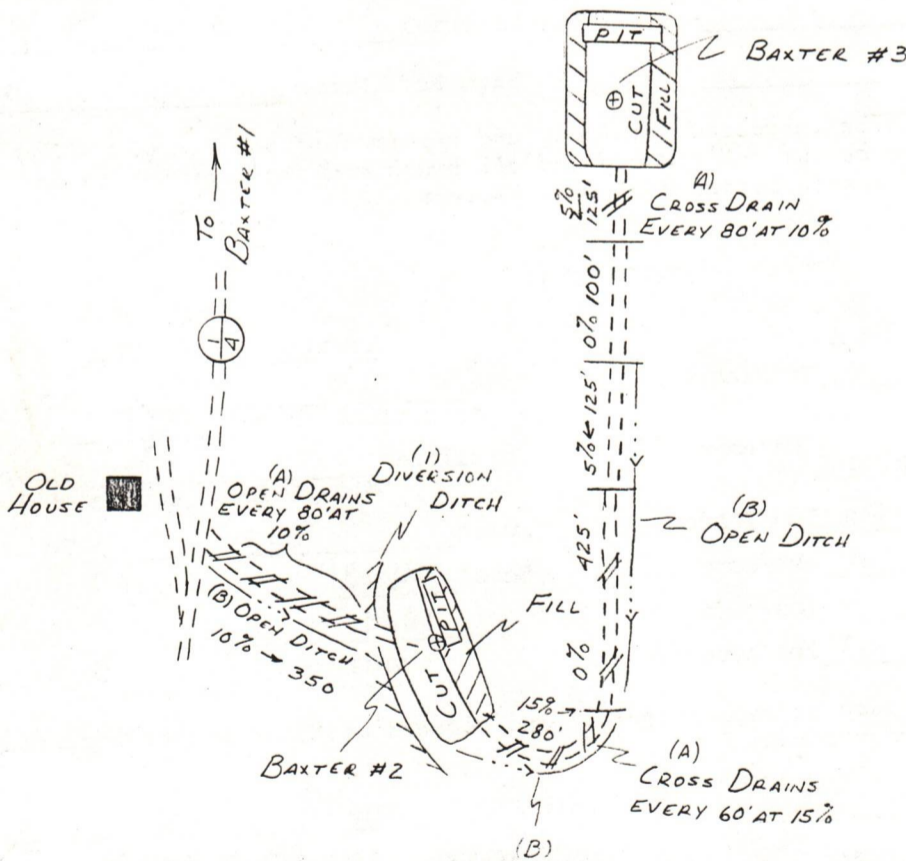 PIT
BAXTER #3
CUT
FILL
TO
BAXTER #1
5%
125'
(A)
CROSS DRAIN
EVERY 80' AT 10%
0% 100'
1
4
5% ← 125'
OLD
HOUSE
(A)
OPEN DRAINS
EVERY 80' AT
10%
(1)
DIVERSION
DITCH
(B)
OPEN DITCH
425'
0%
(B) OPEN DITCH
10% → 350
PIT
FILL
CUT
15% →
280'
BAXTER #2
(A)
CROSS DRAINS
EVERY 60' AT 15%
(B)